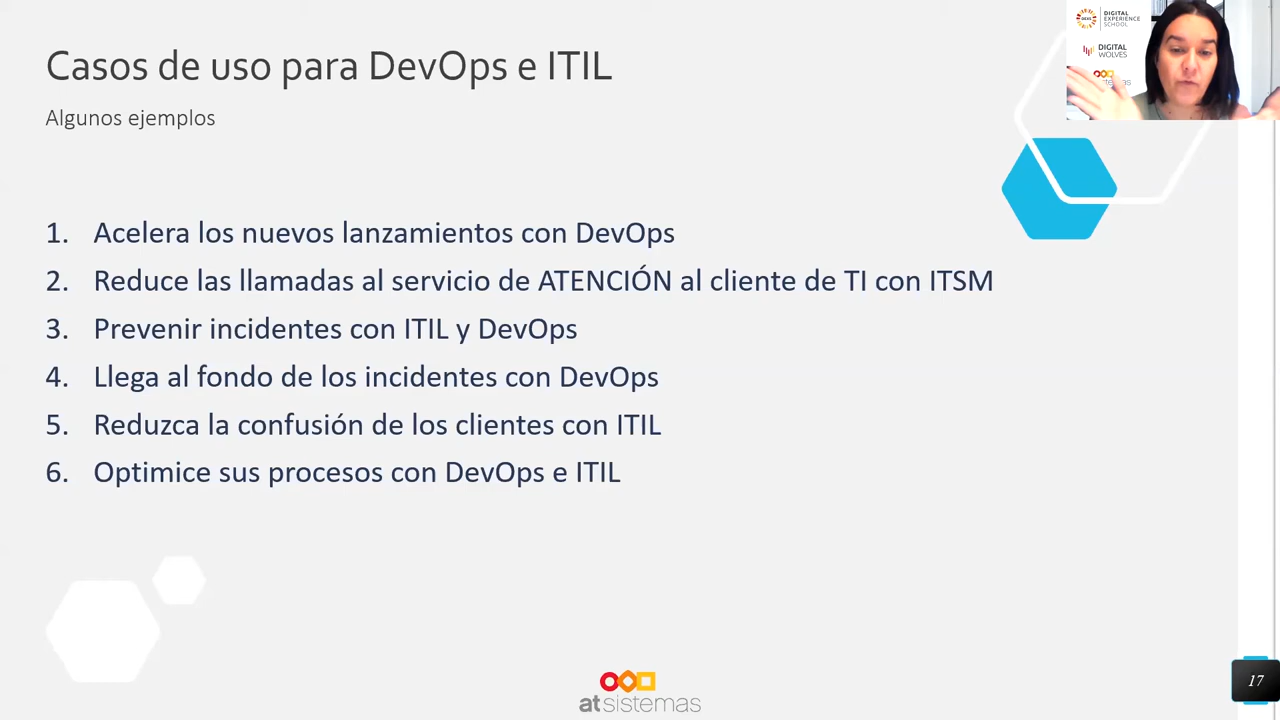 Casos de uso para DevOps e ITIL
Algunos ejemplos
1. Acelera los nuevos lanzamientos con DevOps
2. Reduce las llamadas al servicio de ATENCIÓN al cliente de TI con ITSM
3. Prevenir incidentes con ITIL y DevOps
4. Llega al fondo de los incidentes con DevOps
5. Reduzca la confusión de los clientes con ITIL
6. Optimice sus procesos con DevOps e ITIL
DIGITAL
EXPERIENCE
SCHOOL
DIGITAL
WOLVES
atsistemas
17